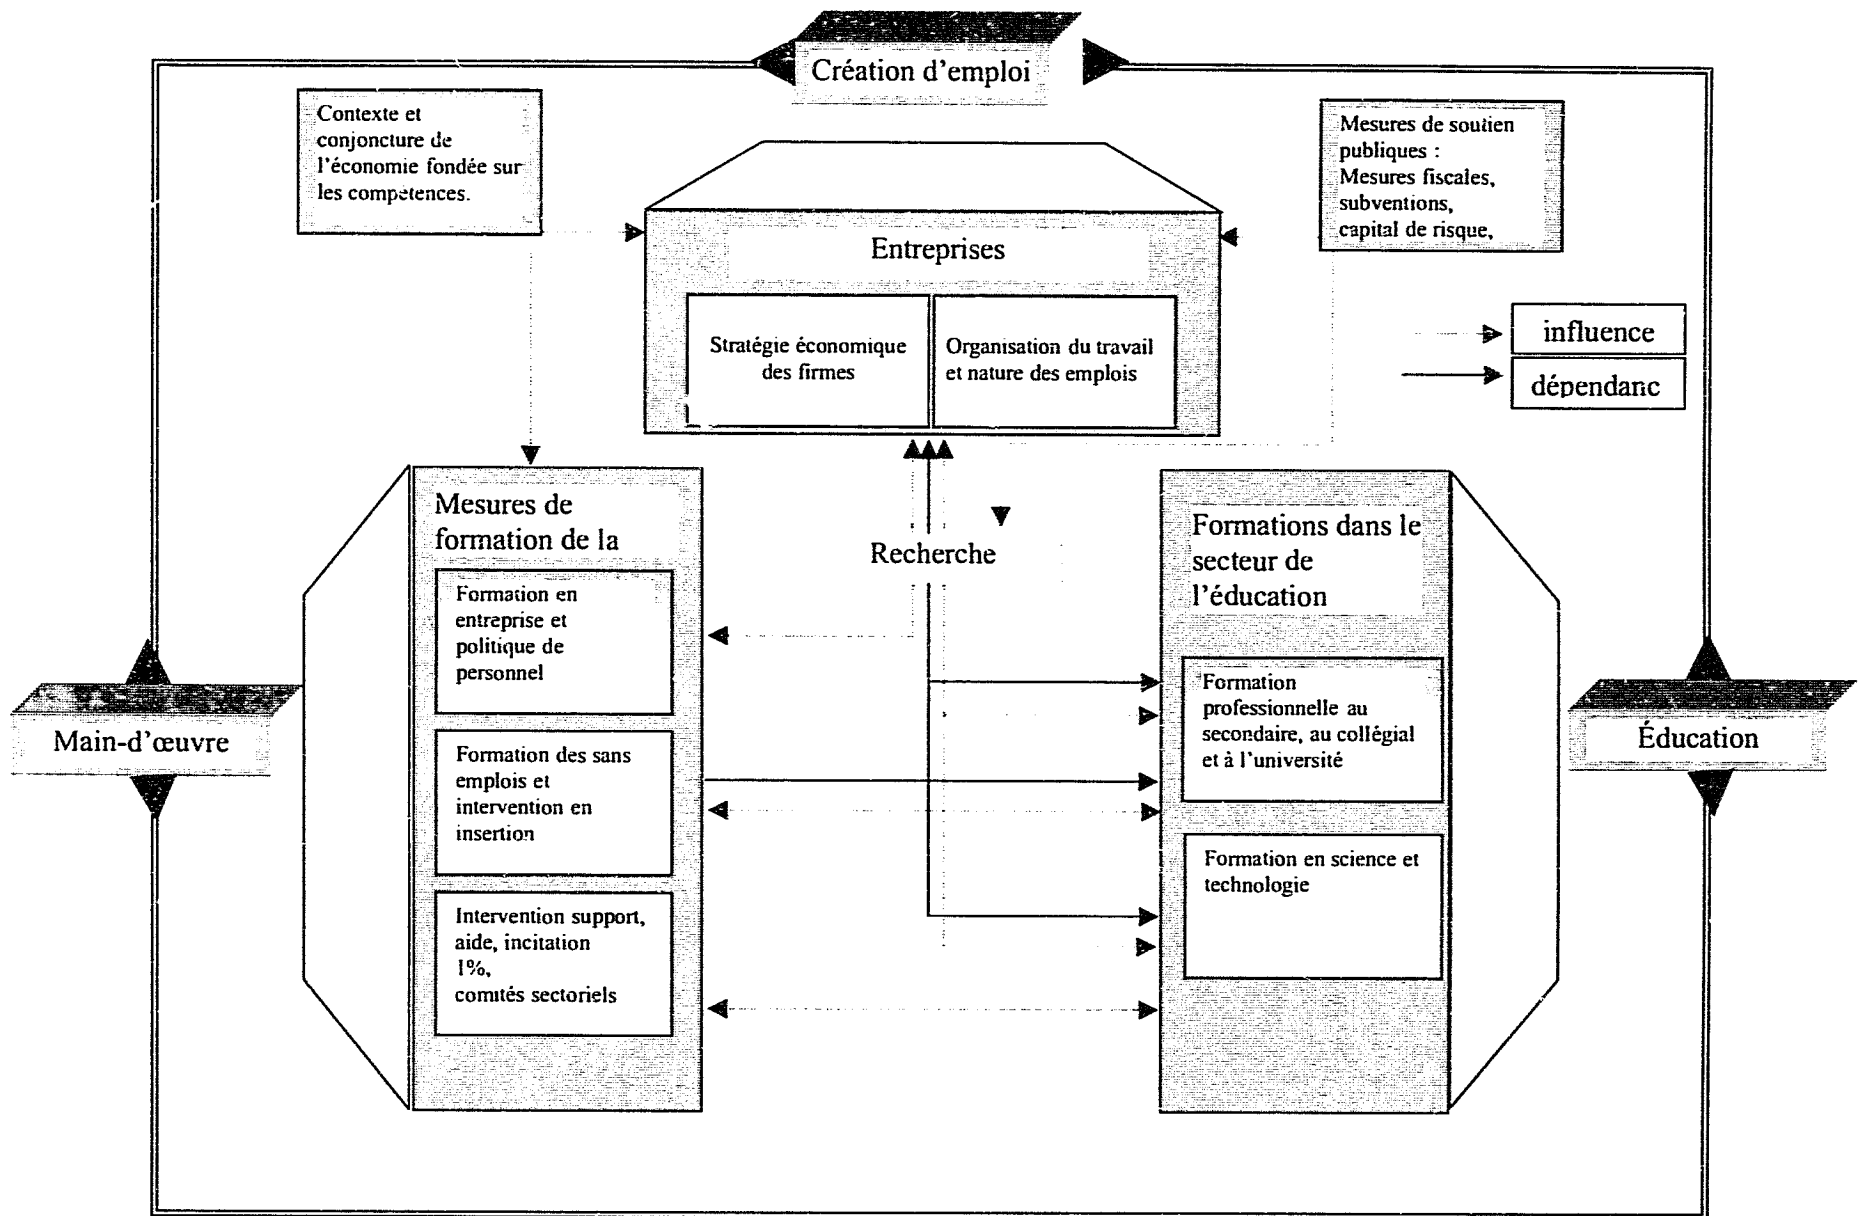 Création d'emploi
Contexte et
conjoncture de
l'économie fondée sur
les compétences.
Mesures de soutien
publiques :
Mesures fiscales,
subventions,
capital de risque,
Entreprises
Stratégie économique
des firmes
Organisation du travail
et nature des emplois
influence
dépendanc
Mesures de
formation de la
Formation en
entreprise et
politique de
personnel
Formation des sans
emplois et
intervention en
insertion
Intervention support,
aide, incitation
1%,
comités sectoriels
Recherche
Formations dans le
secteur de
l'éducation
Formation
professionnelle au
secondaire, au collégial
et à l'université
Formation en science et
technologie
Main-d'œuvre
Éducation